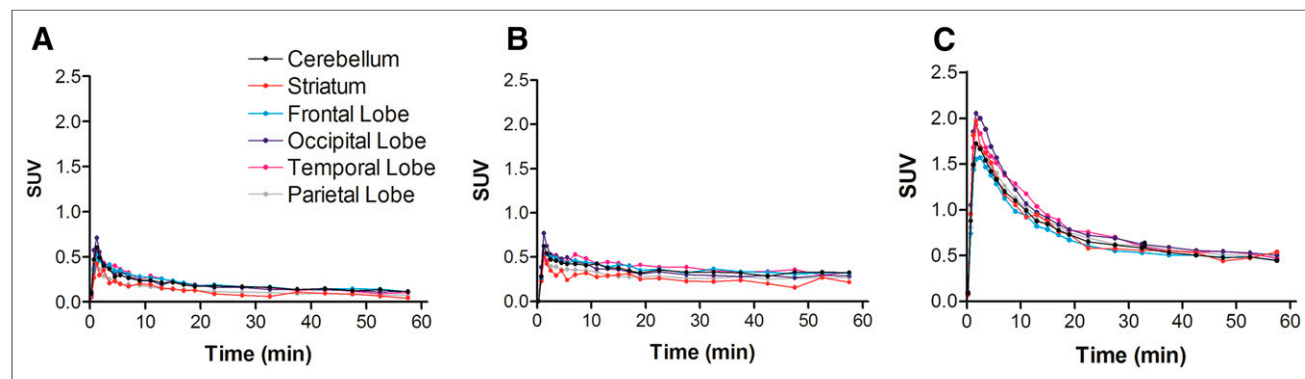 A
Cerebellum
Striatum
Frontal Lobe
Occipital Lobe
Temporal Lobe
Parietal Lobe
2.5
2.0
1.5
1.0
0.5
0.0
SUV
0 10 20 30 40 50 60
Time (min)
B
2.5
2.0
1.5
1.0
0.5
0.0
SUV
0 10 20 30 40 50 60
Time (min)
C
2.5
2.0
1.5
1.0
0.5
0.0
SUV
0 10 20 30 40 50 60
Time (min)